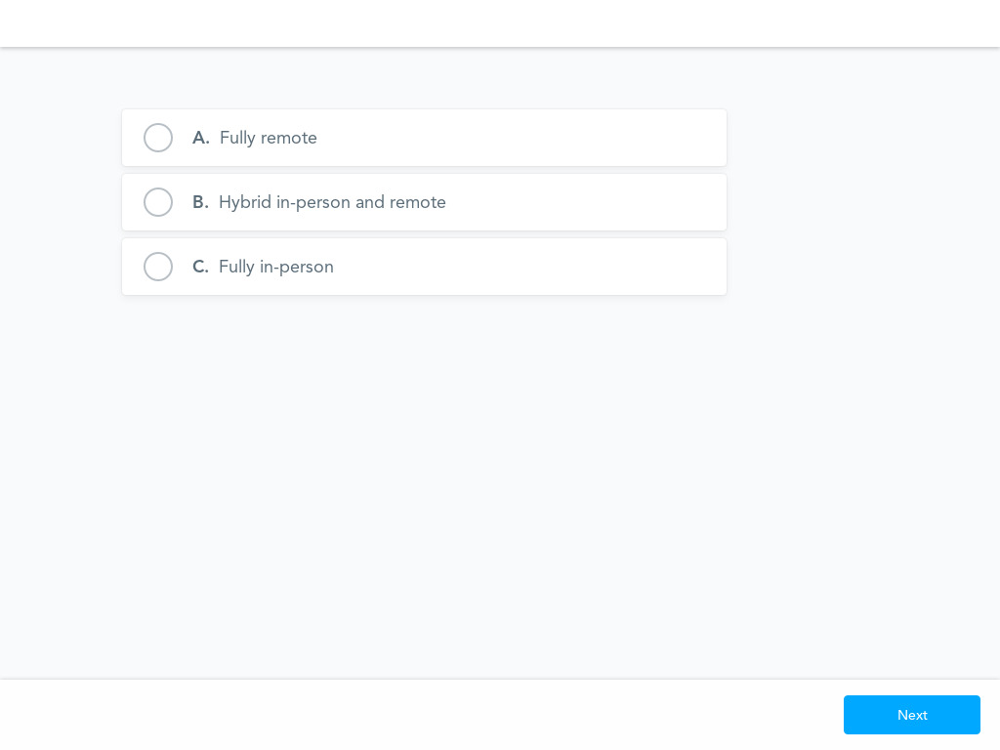 A. Fully remote
B. Hybrid in-person and remote
C. Fully in-person
Next